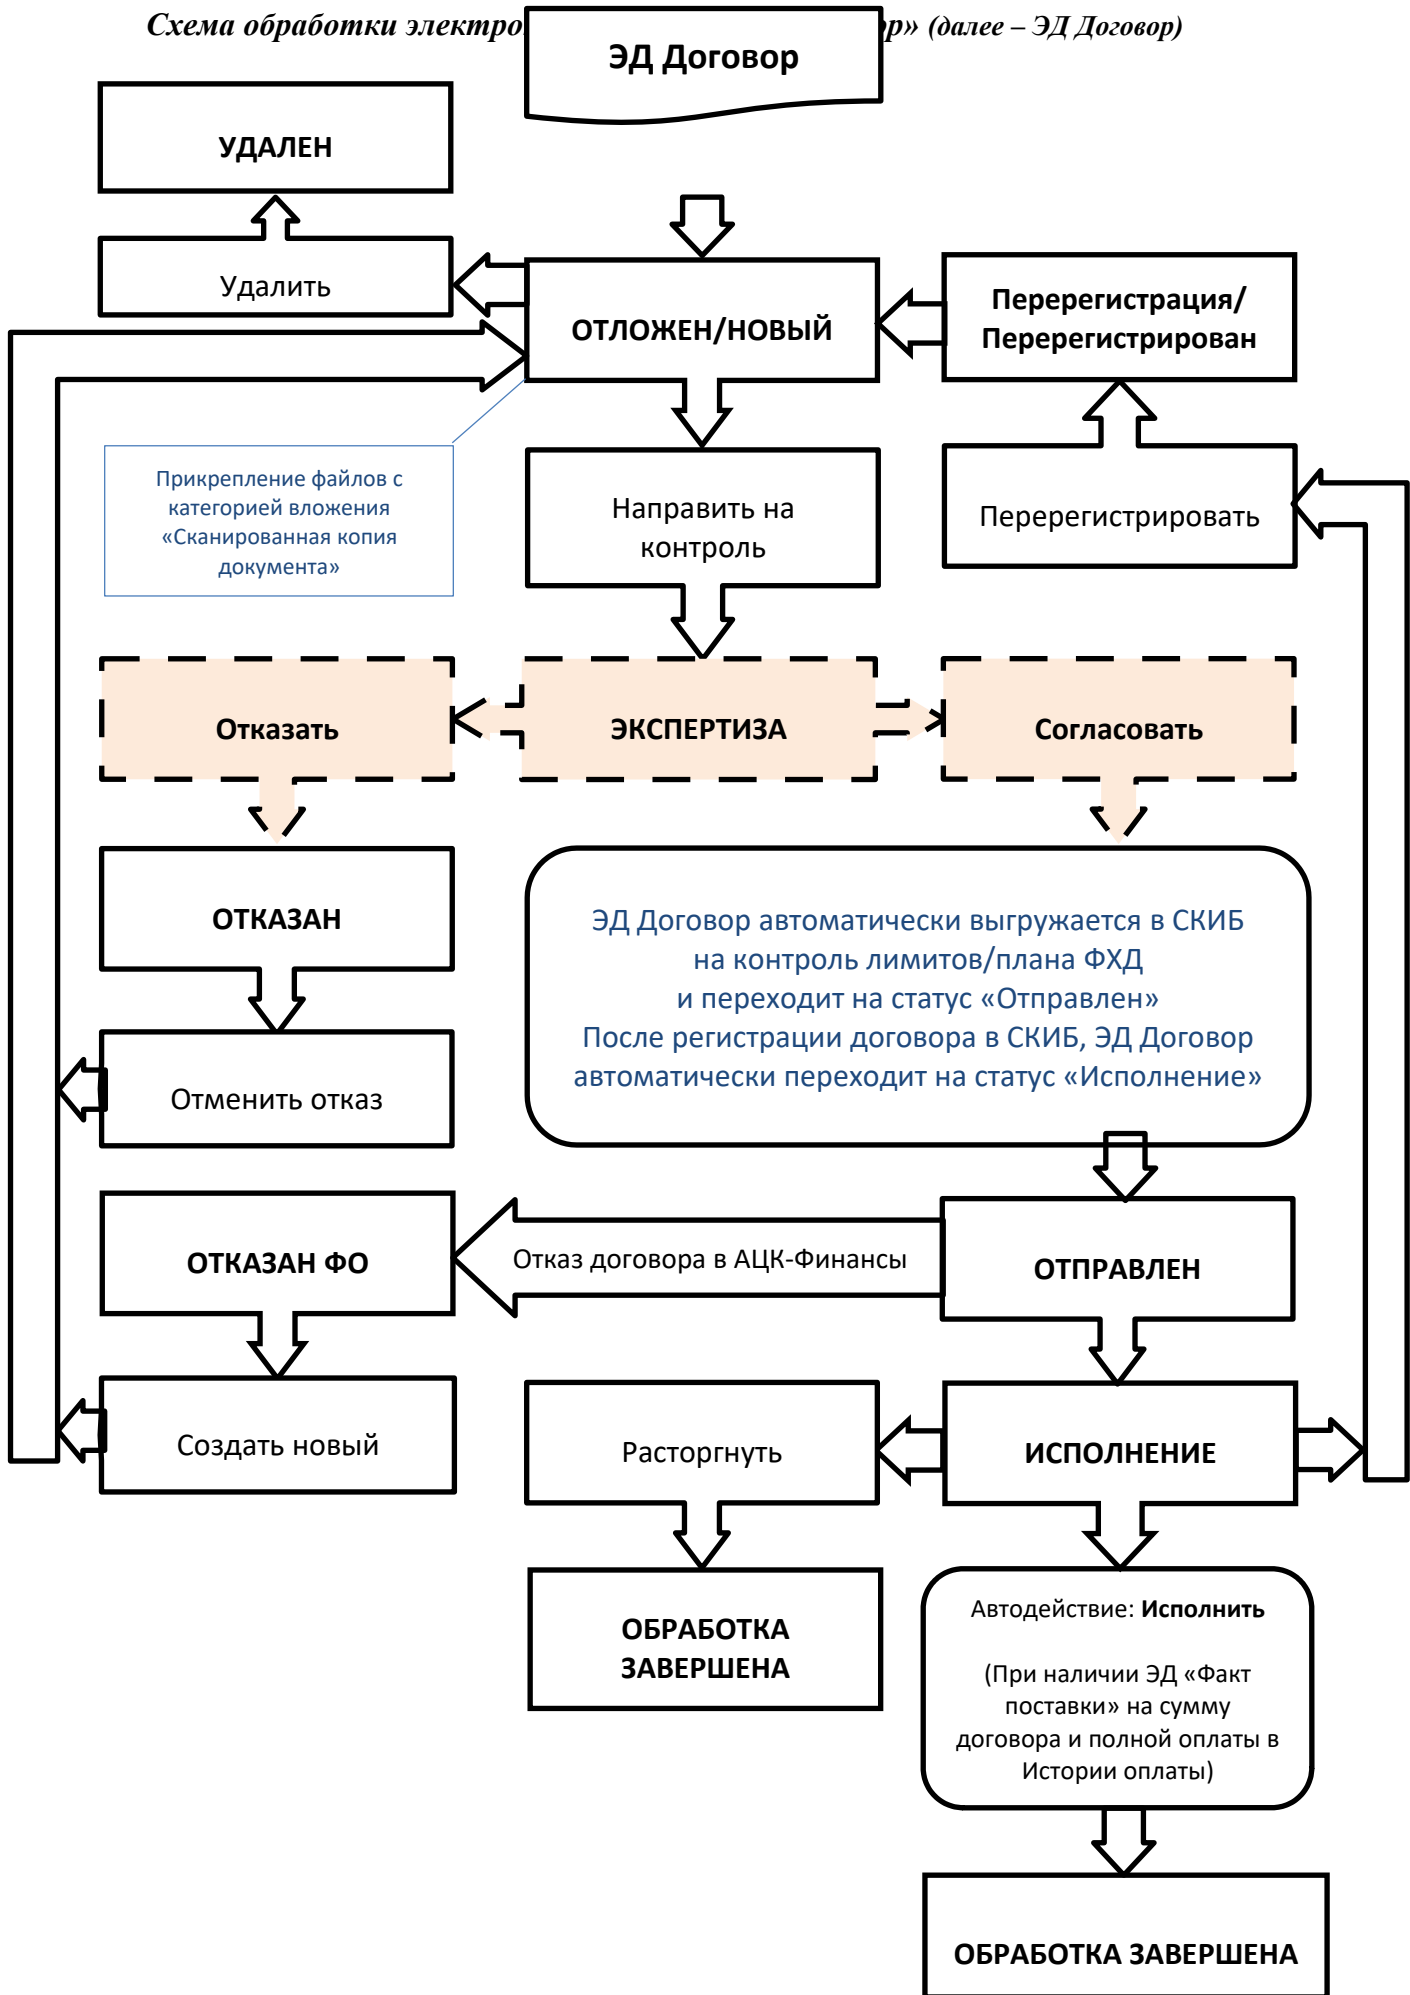 Схема обработки электро
р» (далее – ЭД Договор)
ЭД Договор
УДАЛЕН
Удалить
ОТЛОЖЕН/НОВЫЙ
Перерегистрация/
Перерегистрирован
Прикрепление файлов с
категорией вложения
«Сканированная копия
документа»
Направить на
контроль
Перерегистрировать
Отказать
ЭКСПЕРТИЗА
Согласовать
ОТКАЗАН
ЭД Договор автоматически выгружается в СКИБ
на контроль лимитов/плана ФХД
и переходит на статус «Отправлен»
После регистрации договора в СКИБ, ЭД Договор
автоматически переходит на статус «Исполнение»
Отменить отказ
ОТКАЗАН ФО
Отказ договора в АЦК-Финансы
ОТПРАВЛЕН
Создать новый
Расторгнуть
ИСПОЛНЕНИЕ
ОБРАБОТКА
ЗАВЕРШЕНА
Автодействие: Исполнить
(При наличии ЭД «Факт
поставки» на сумму
договора и полной оплаты в
Истории оплаты)
ОБРАБОТКА ЗАВЕРШЕНА